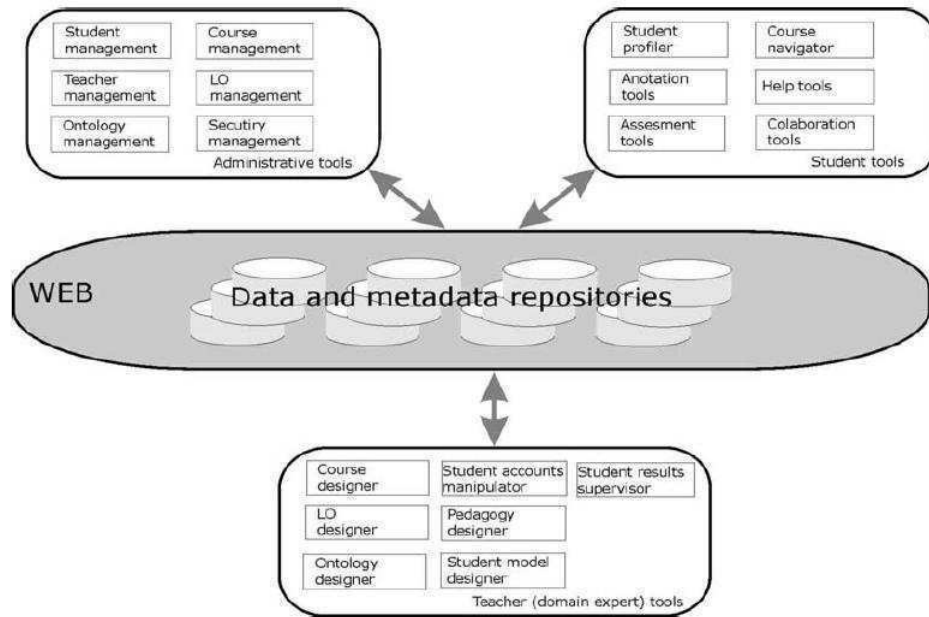 Student
management
Course
management
Teacher
management
LO
management
Ontology
management
Secutiry
management
Administrative tools
Student
profiler
Course
navigator
Anotation
tools
Help tools
Assesment
tools
Colaboration
tools
Student tools
WEB
Data and metadata repositories
Course
designer
Student accounts
manipulator
Student results
supervisor
LO
designer
Pedagogy
designer
Ontology
designer
Student model
designer
Teacher (domain expert) tools